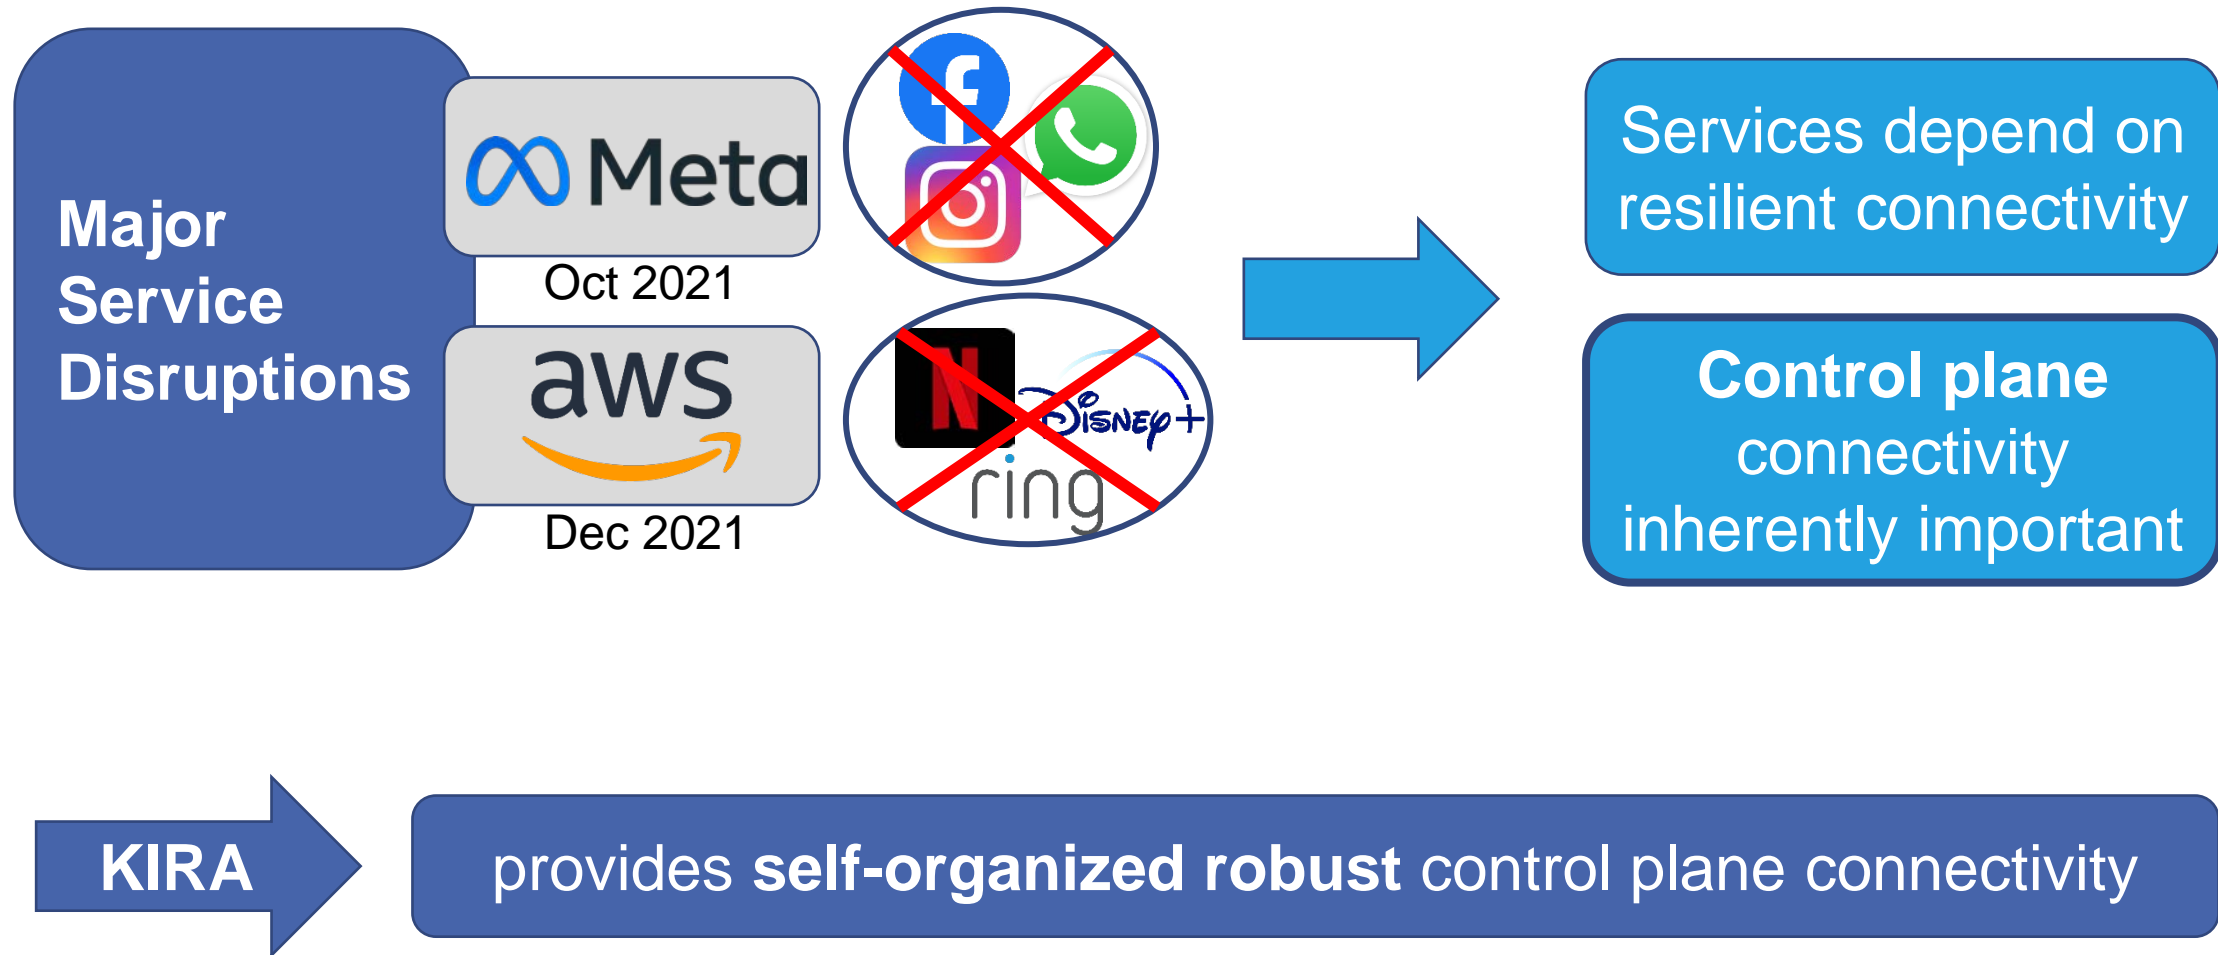 Major
Service
Disruptions
Meta
Oct 2021
aws
Dec 2021
N
Disney+
ring
Services depend on
resilient connectivity
Control plane
connectivity
inherently important
KIRA
provides self-organized robust control plane connectivity